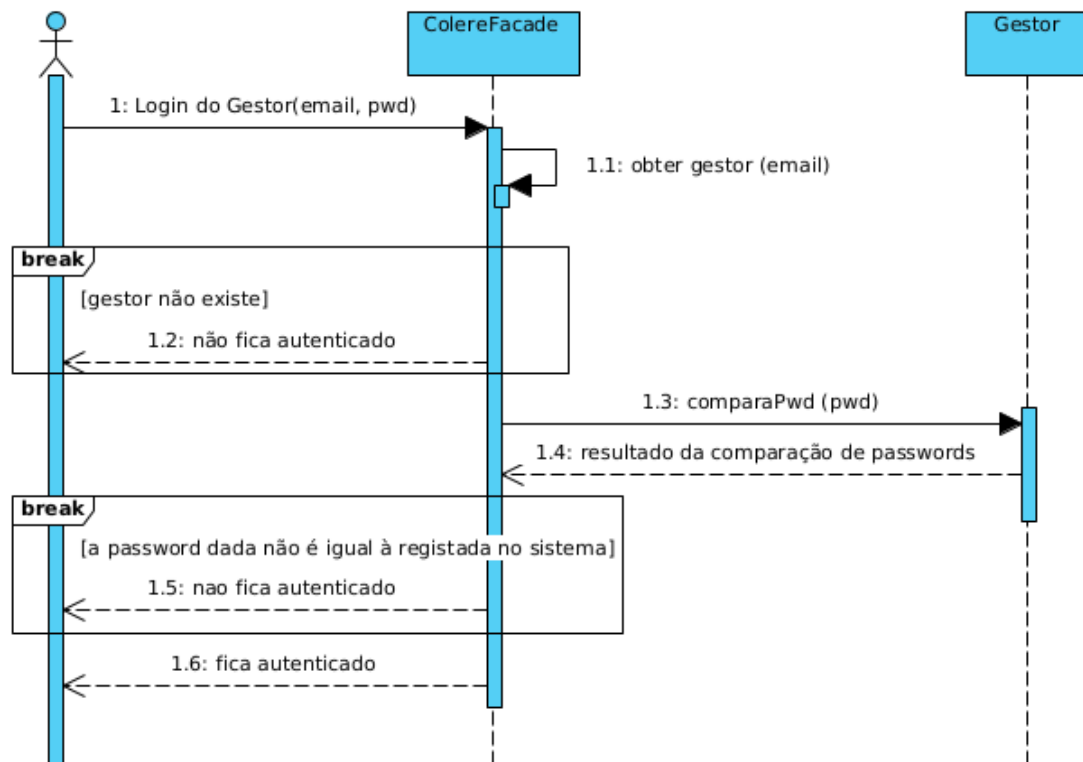 ColereFacade
Gestor
1: Login do Gestor(email, pwd)
1.1: obter gestor (email)
break
[gestor não existe]
1.2: não fica autenticado
1.3: comparaPwd (pwd)
1.4: resultado da comparação de passwords
break
[a password dada não é igual à registada no sistema]
1.5: nao fica autenticado
1.6: fica autenticado